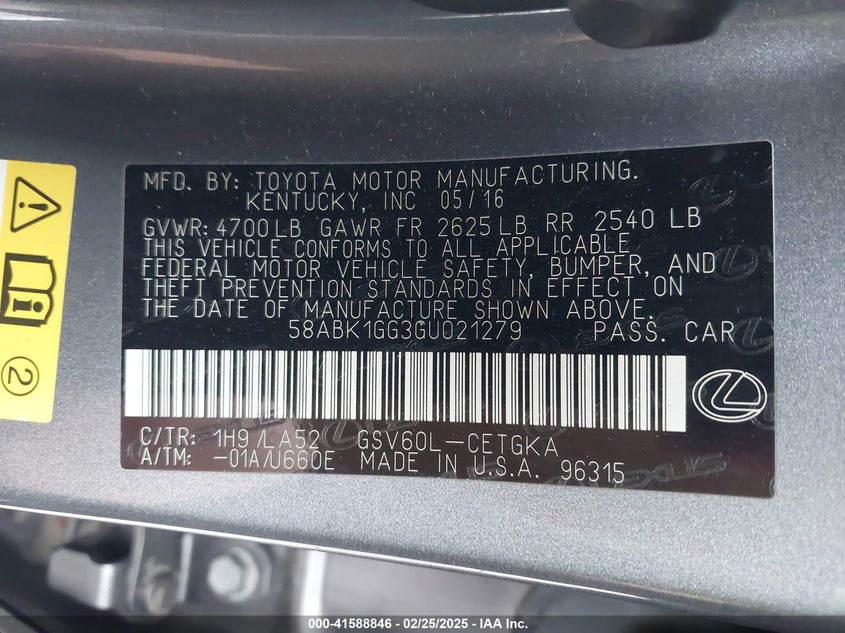 MFD. BY: TOYOTA MOTOR MANUFACTURING.
KENTUCKY, INC 05/16
GVWR: 4700LB GAWR FR 2625LB RR 2540 LB
THIS VEHICLE CONFORMS TO ALL APPLICABLE
FEDERAL MOTOR VEHICLE SAFETY, BUMPER, AND
THEFT PREVENTION STANDARDS IN EFFECT ON
THE DATE OF MANUFACTURE SHOWN ABOVE.
58ABK1GG3GU021279 PASS. CAR
C/TR: 1H9/LA52 GSV60L-CETGKA
A/TM: -01A/U660E MADE IN U.S.A. 96315
2
000-41588846 - 02/25/2025 - IAA Inc.